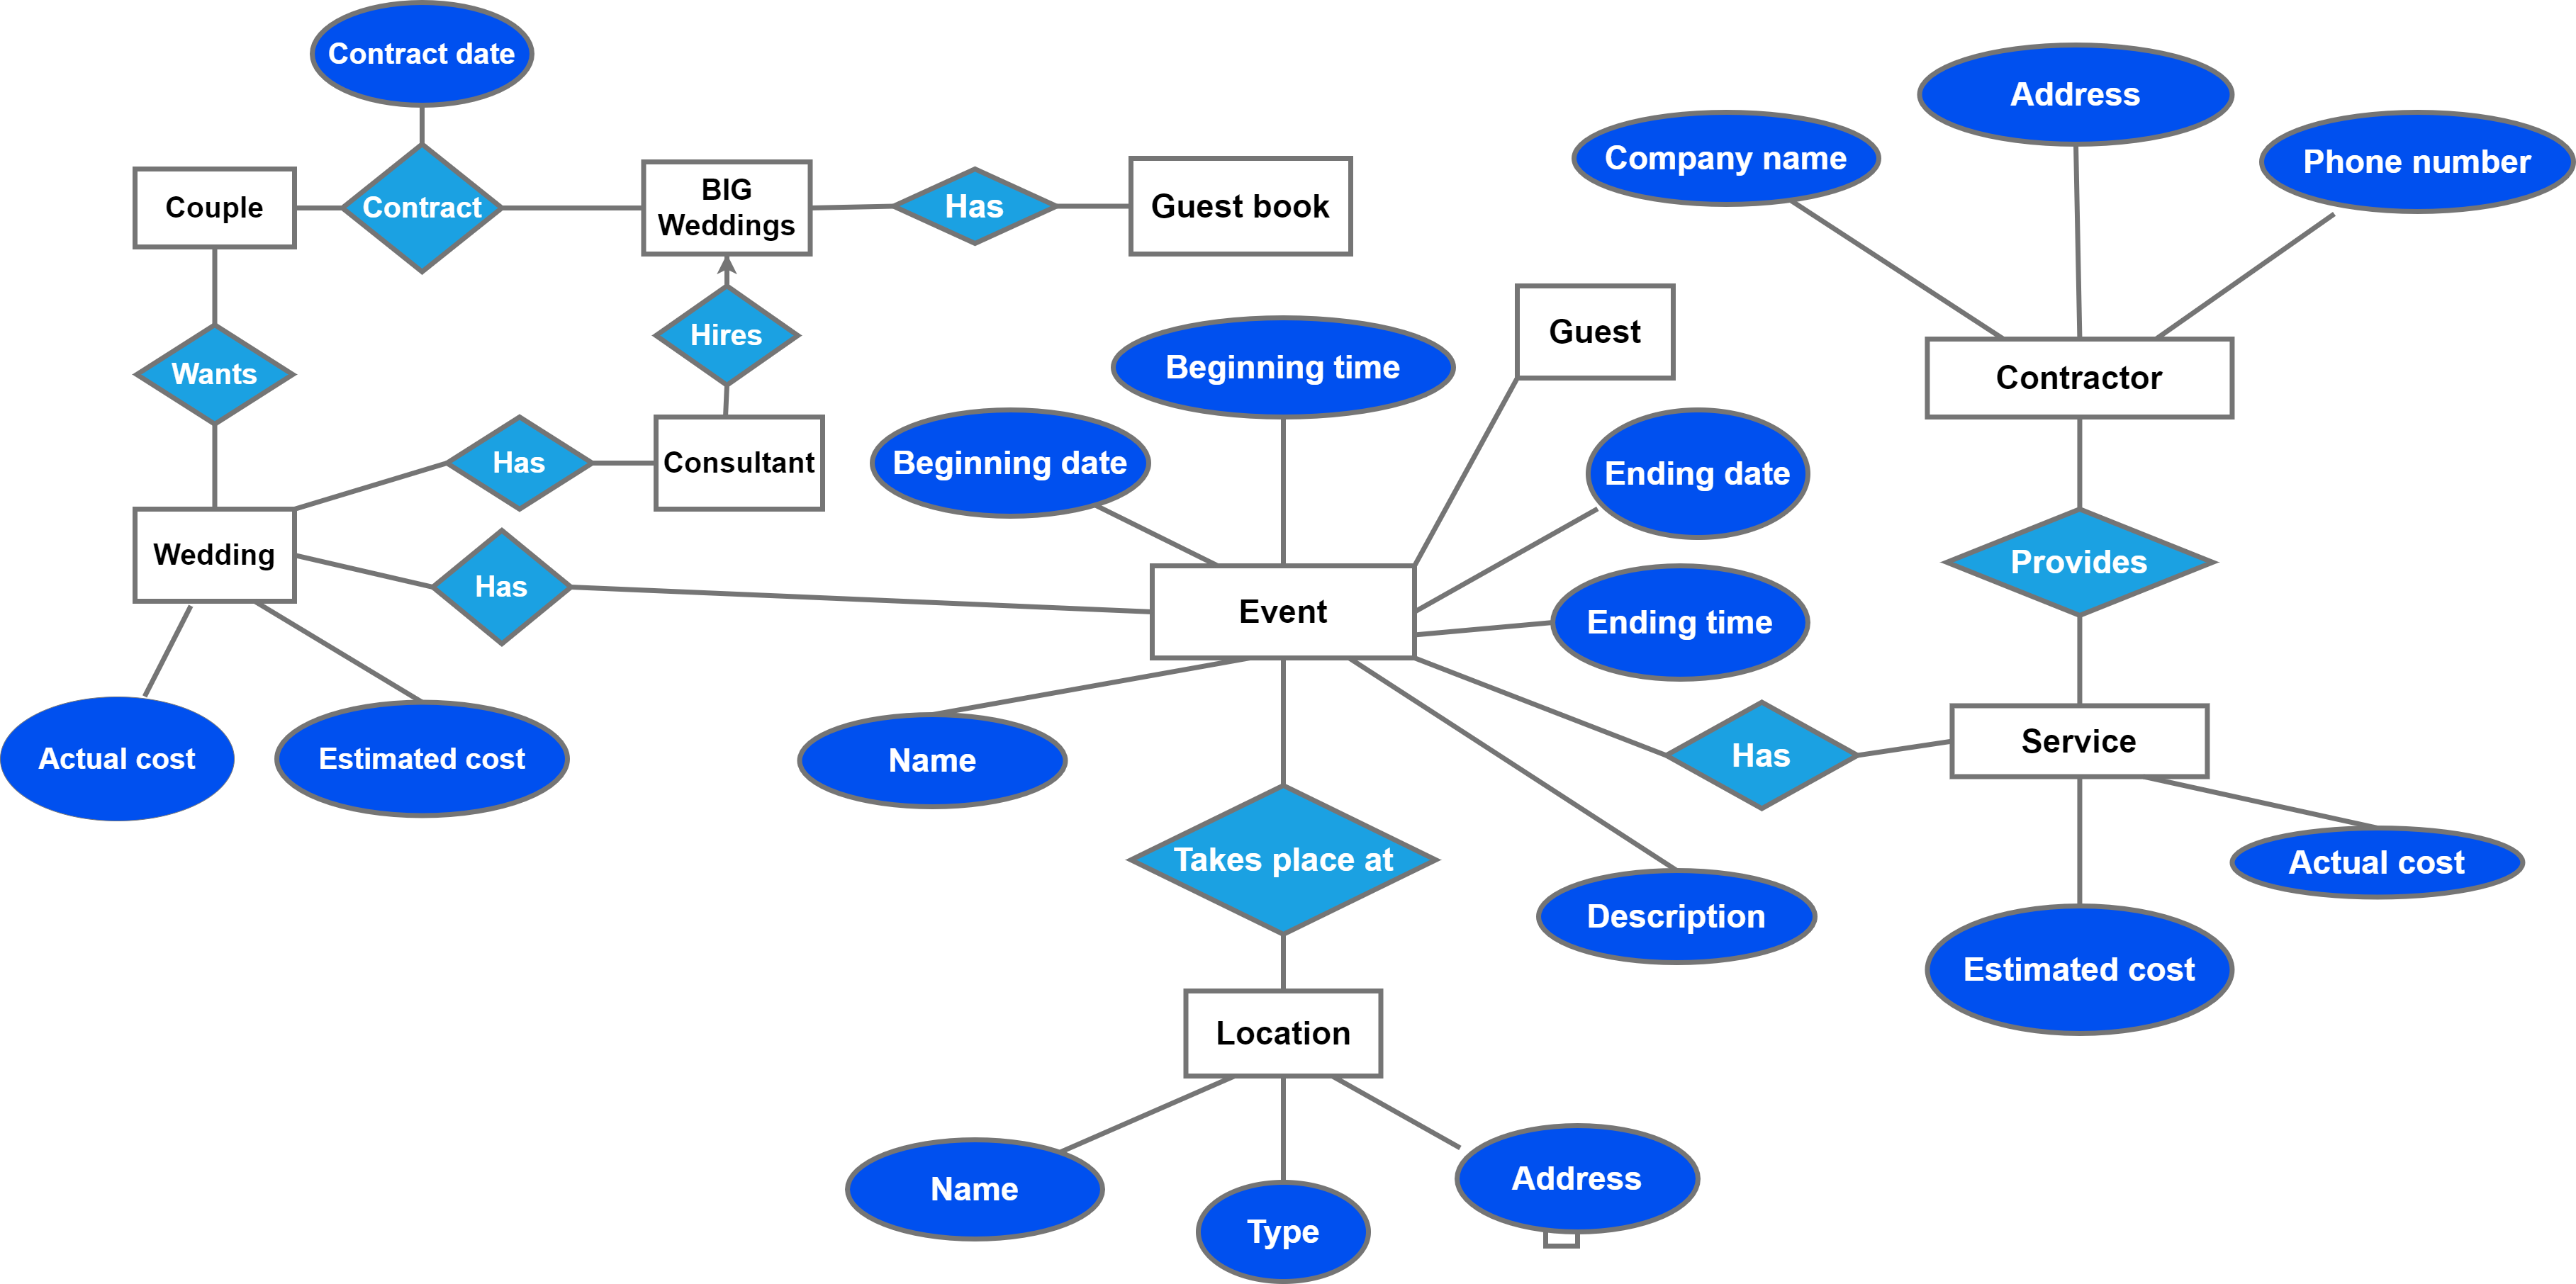 Contract date
Address
Company name
Phone number
Couple
Contract
BIG
Weddings
Has
Guest book
Guest
Hires
Beginning time
Wants
Contractor
Consultant
Has
Beginning date
Ending date
Wedding
Has
Event
Ending time
Provides
Actual cost
Estimated cost
Name
Has
Service
Takes place at
Description
Actual cost
Estimated cost
Location
Name
Type
Address